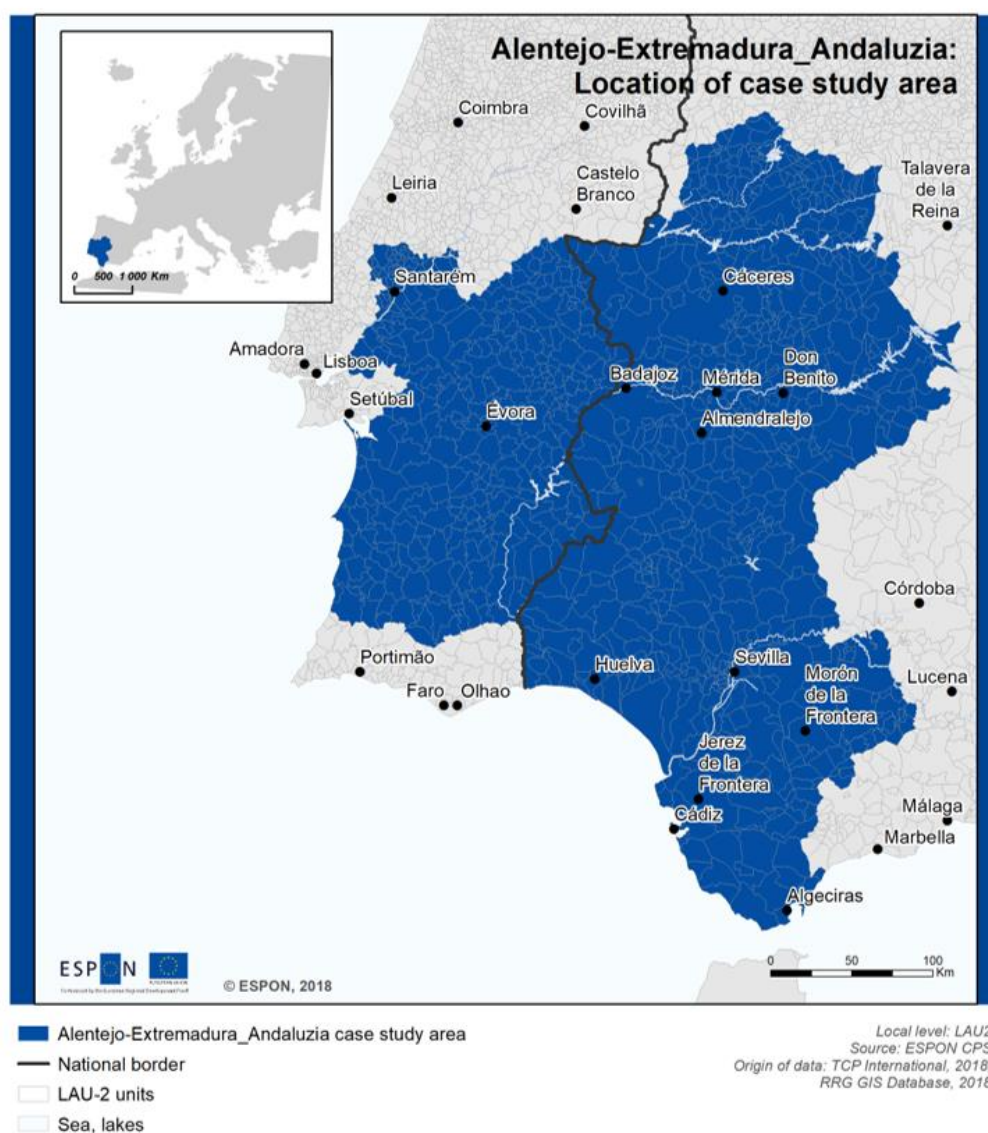 Alentejo-Extremadura_Andaluzia:
Location of case study area
0 500 1 000 Km
Coimbra
Covilhã
Leiria
Castelo
Branco
Talavera
de la
Reina
Santarém
Cáceres
Amadora
Lisboa
Setúbal
Évora
Badajoz
Mérida
Don
Benito
Almendralejo
Córdoba
Portimão
Faro
Olhao
Huelva
Sevilla
Morón
de la
Frontera
Lucena
Jerez
de la
Frontera
Cádiz
Málaga
Marbella
Algeciras
ESPON
© ESPON, 2018
0 50 100
Km
Alentejo-Extremadura_Andaluzia case study area
National border
LAU-2 units
Sea, lakes
Local level: LAU2
Source: ESPON CPS
Origin of data: TCP International, 2018
RRG GIS Database, 2018